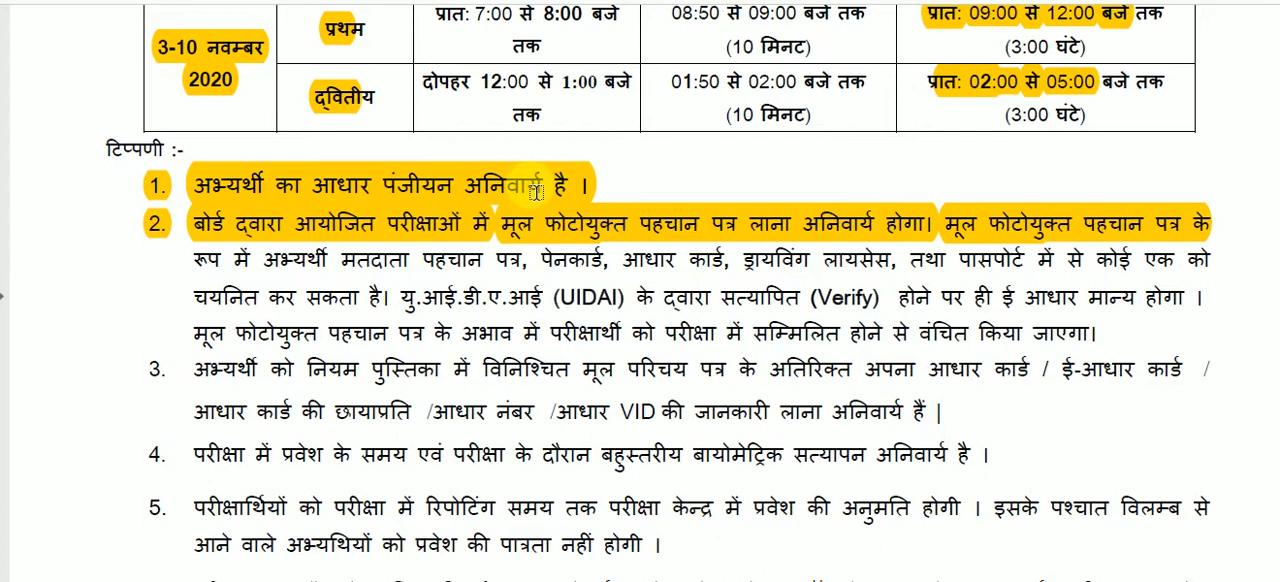 प्रात: 7:00 से 8:00 बजे तक
08:50 से 09:00 बजे तक
(10 मिनट)
प्रात: 09:00 से 12:00 बजे तक
(3:00 घंटे)
प्रथम
3-10 नवम्बर
2020
द्वितीय
दोपहर 12:00 से 1:00 बजे
तक
01:50 से 02:00 बजे तक
(10 मिनट)
प्रात: 02:00 से 05:00 बजे तक
(3:00 घंटे)
टिप्पणी :-
1. अभ्यर्थी का आधार पंजीयन अनिवार्य है ।
2. बोर्ड द्वारा आयोजित परीक्षाओं में मूल फोटोयुक्त पहचान पत्र लाना अनिवार्य होगा। मूल फोटोयुक्त पहचान पत्र के
रूप में अभ्यर्थी मतदाता पहचान पत्र, पेनकार्ड, आधार कार्ड, ड्रायविंग लायसेस, तथा पासपोर्ट में से कोई एक को
चयनित कर सकता है। यु.आई.डी.ए.आई (UIDAI) के द्वारा सत्यापित (Verify) होने पर ही ई आधार मान्य होगा ।
मूल फोटोयुक्त पहचान पत्र के अभाव में परीक्षार्थी को परीक्षा में सम्मिलित होने से वंचित किया जाएगा।
3. अभ्यर्थी को नियम पुस्तिका में विनिश्चित मूल परिचय पत्र के अतिरिक्त अपना आधार कार्ड / ई-आधार कार्ड /
आधार कार्ड की छायाप्रति /आधार नंबर /आधार VID की जानकारी लाना अनिवार्य हैं |
4. परीक्षा में प्रवेश के समय एवं परीक्षा के दौरान बहुस्तरीय बायोमेट्रिक सत्यापन अनिवार्य है ।
5. परीक्षार्थियों को परीक्षा में रिपोटिंग समय तक परीक्षा केन्द्र में प्रवेश की अनुमति होगी । इसके पश्चात विलम्ब से
आने वाले अभ्यथियों को प्रवेश की पात्रता नहीं होगी ।